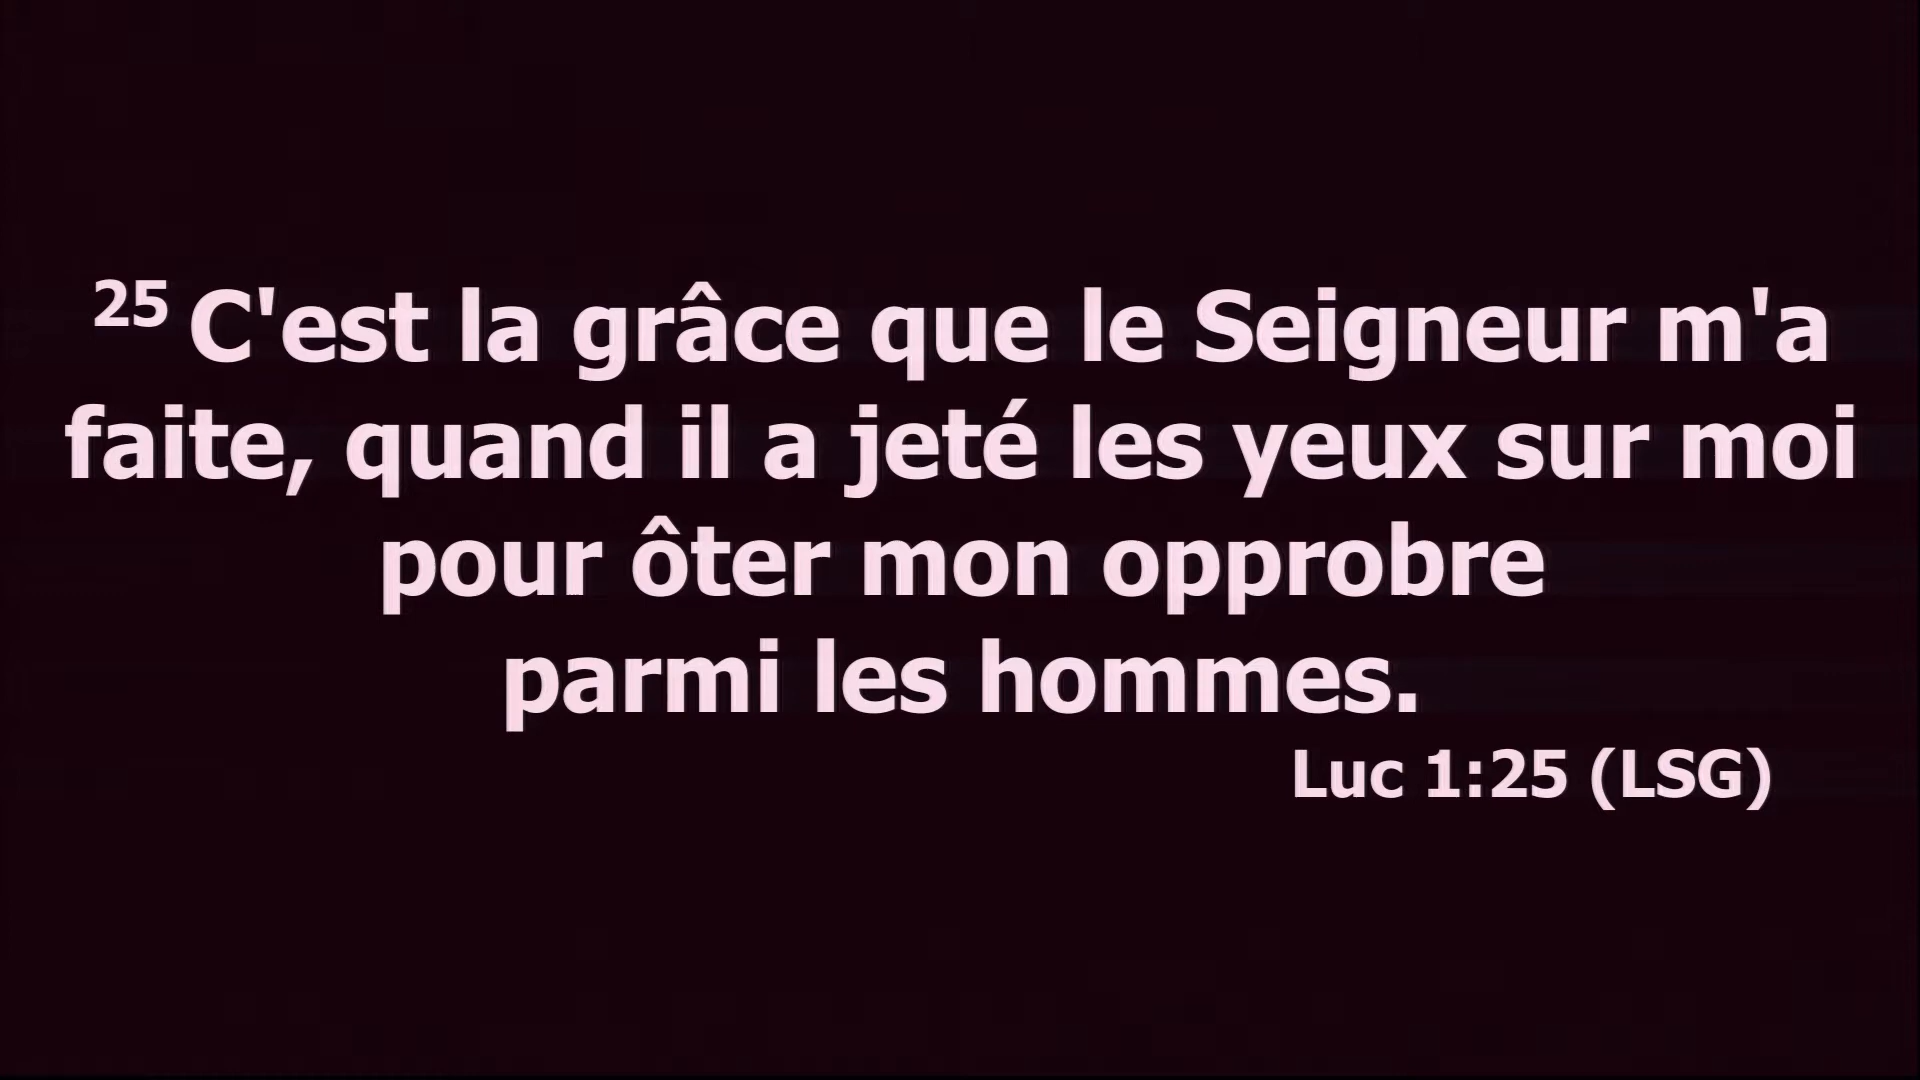 25 C'est la grâce que le Seigneur m'a
faite, quand il a jeté les yeux sur moi
pour ôter mon opprobre
parmi les hommes.
Luc 1:25 (LSG)